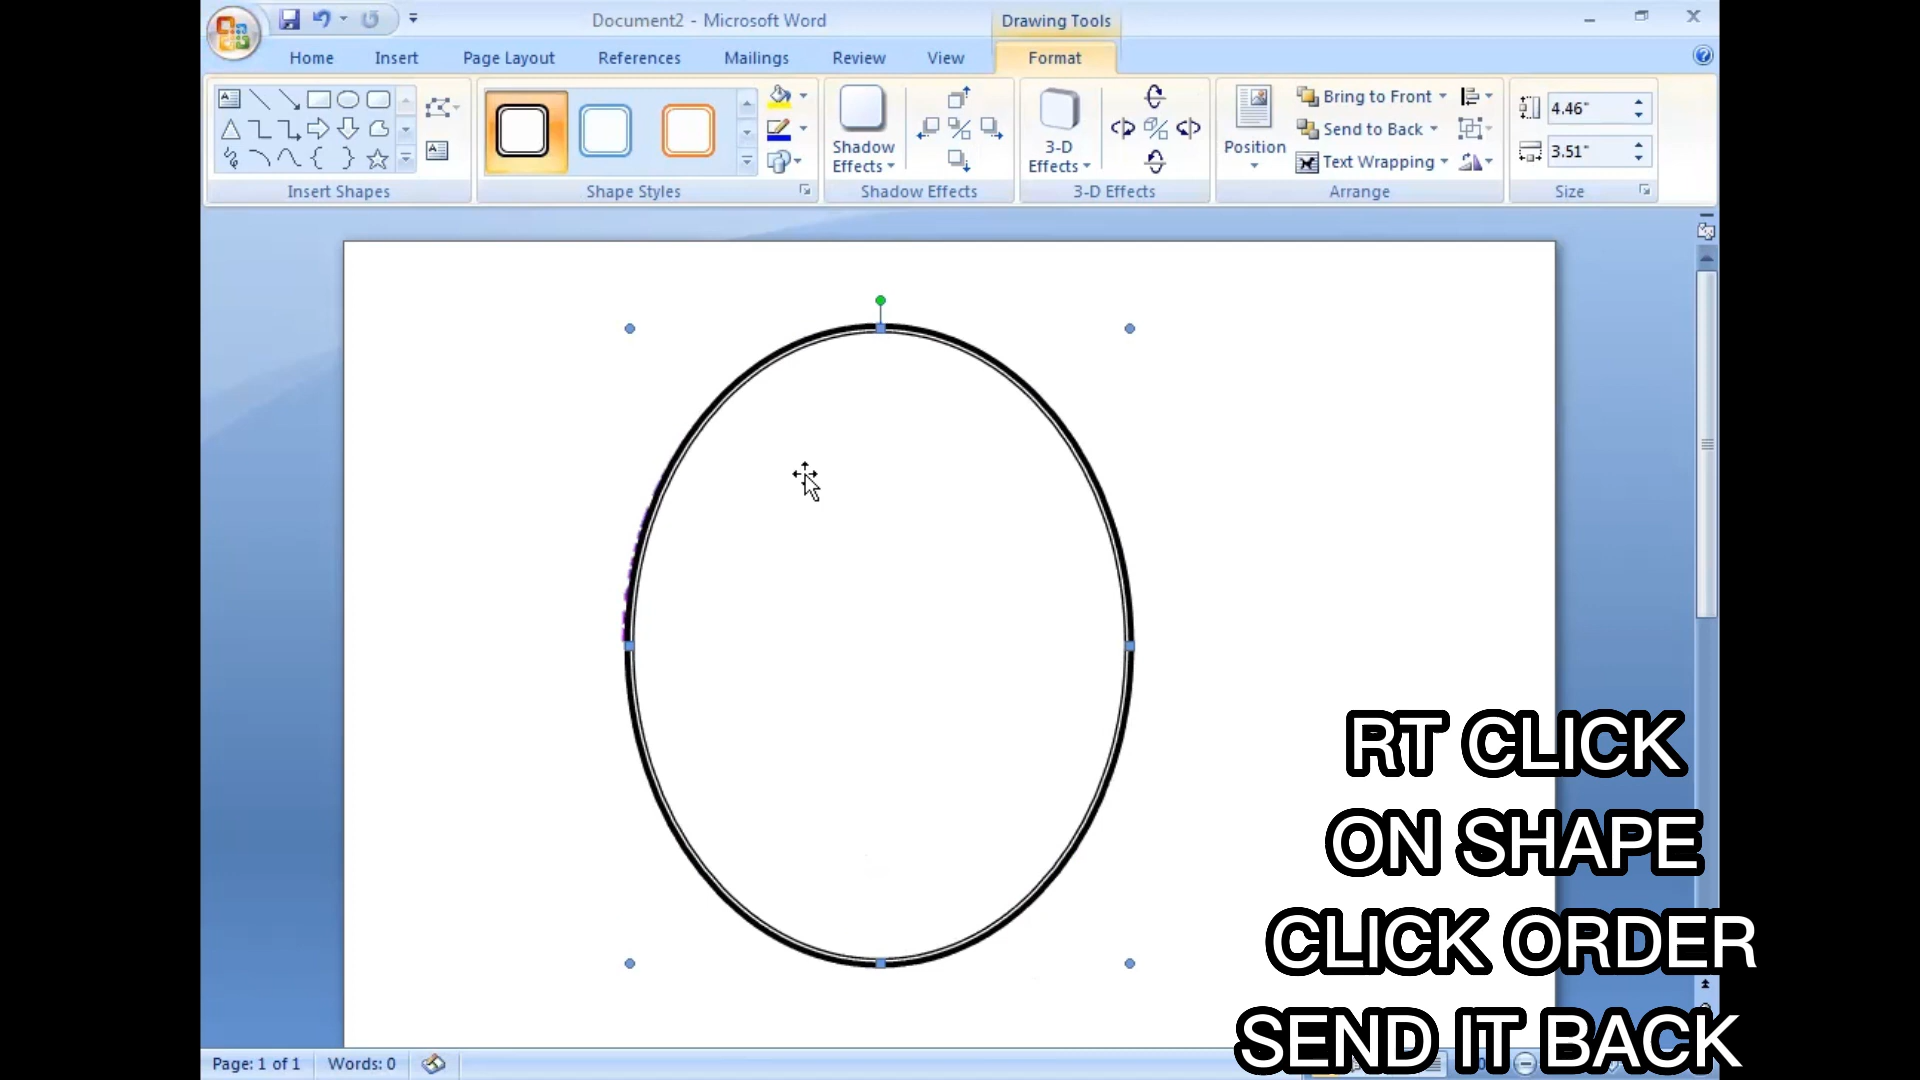 Document2 - Microsoft Word
Drawing Tools
Home Insert Page Layout References Mailings Review View Format
Shadow Effects
3-D Effects
Position
Bring to Front
Send to Back
Text Wrapping
4.46"
3.51"
Insert Shapes
Shape Styles
Shadow Effects
3-D Effects
Arrange
Size
RT CLICK
ON SHAPE
CLICK ORDER
SEND IT BACK
Page: 1 of 1 Words: 0